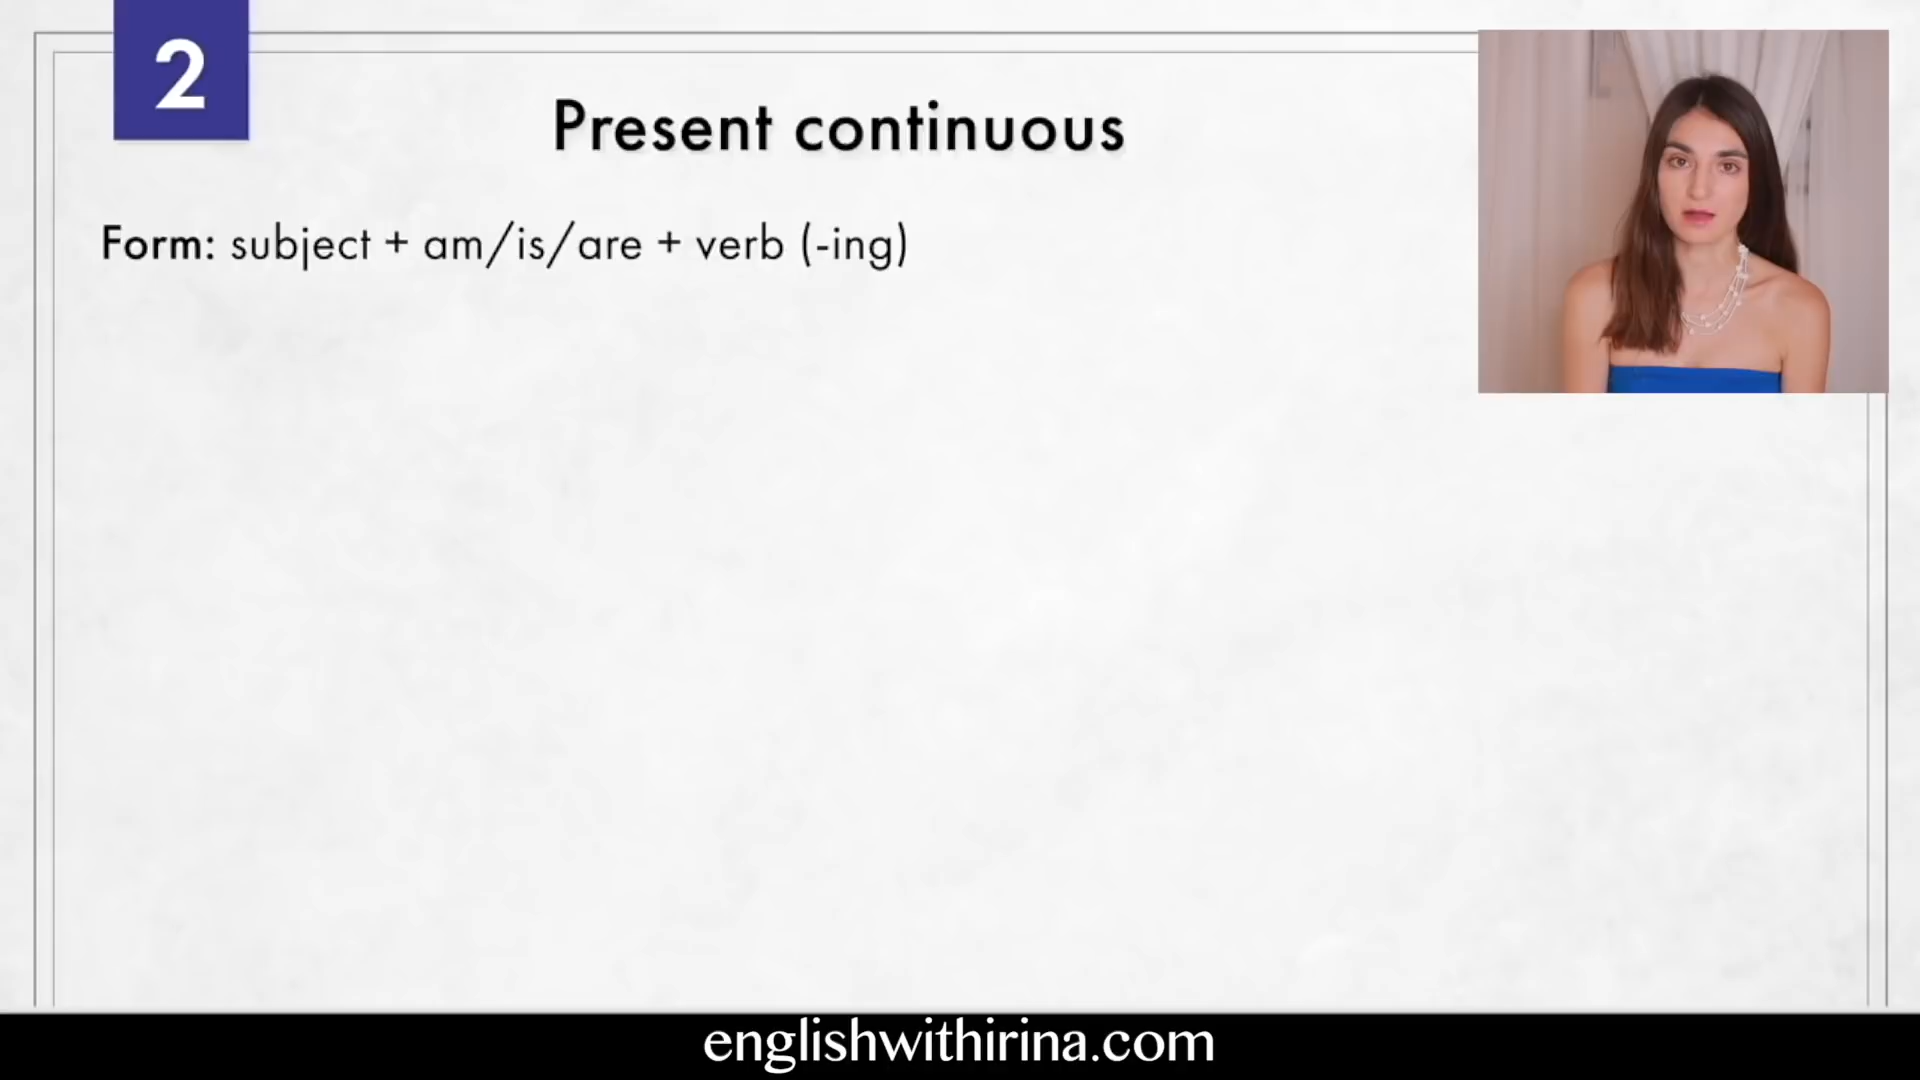 2
Present continuous
Form: subject + am/is/are + verb (-ing)
englishwithirina.com